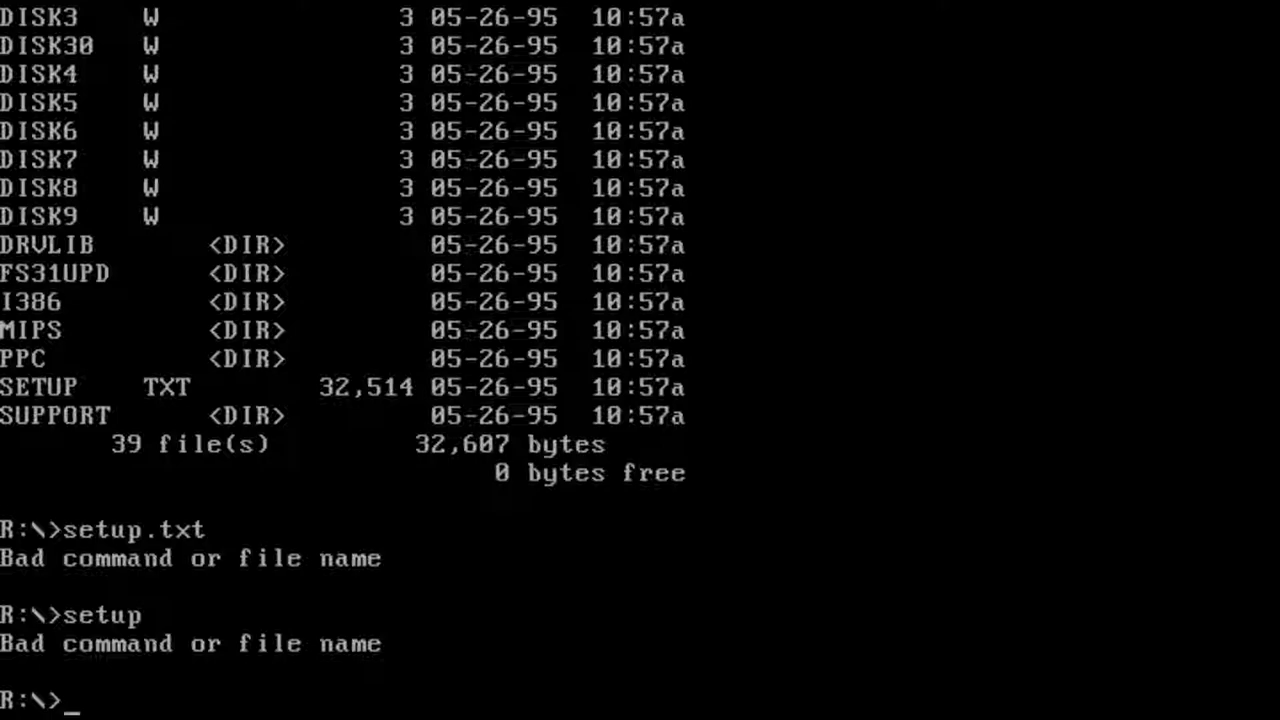 DISK3    W               3 05-26-95  10:57a
DISK30   W               3 05-26-95  10:57a
DISK4    W               3 05-26-95  10:57a
DISK5    W               3 05-26-95  10:57a
DISK6    W               3 05-26-95  10:57a
DISK7    W               3 05-26-95  10:57a
DISK8    W               3 05-26-95  10:57a
DISK9    W               3 05-26-95  10:57a
DRVLIB       <DIR>         05-26-95  10:57a
FS31UPD      <DIR>         05-26-95  10:57a
I386         <DIR>         05-26-95  10:57a
MIPS         <DIR>         05-26-95  10:57a
PPC          <DIR>         05-26-95  10:57a
SETUP    TXT        32,514 05-26-95  10:57a
SUPPORT      <DIR>         05-26-95  10:57a
       39 file(s)         32,607 bytes
                               0 bytes free
R:\>setup.txt
Bad command or file name
R:\>setup
Bad command or file name
R:\>_